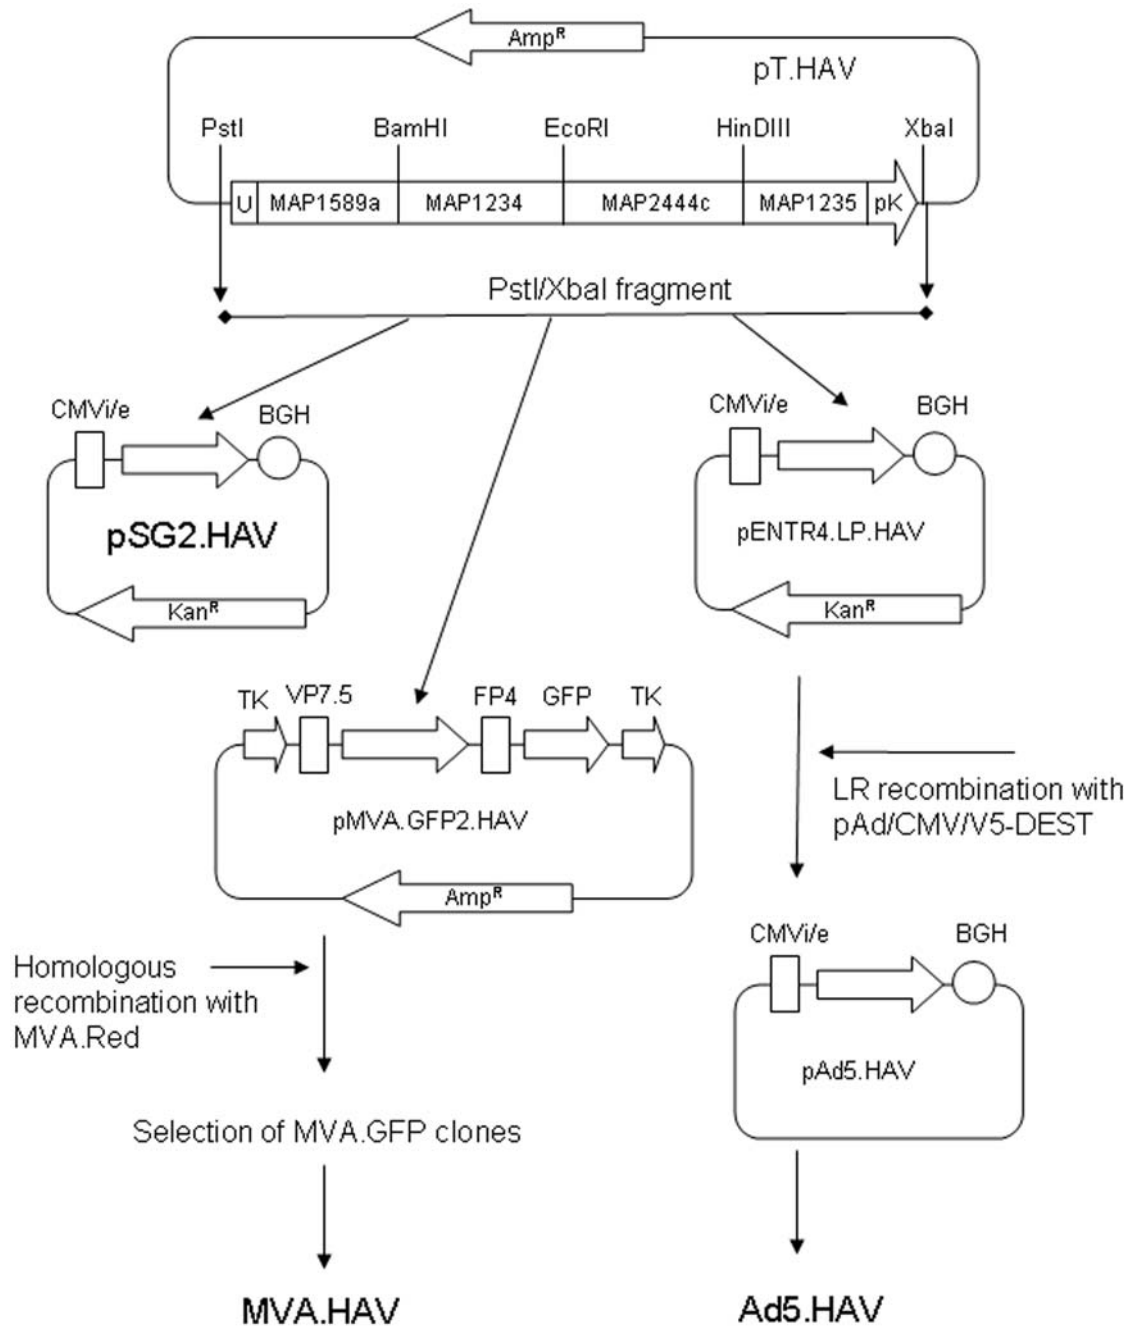 Ampᴿ
pT.HAV
PstI BamHI EcoRI HinDIII XbaI
U MAP1589a MAP1234 MAP2444c MAP1235 pK
PstI/XbaI fragment
CMVi/e BGH
pSG2.HAV
Kanᴿ
CMVi/e BGH
pENTR4.LP.HAV
Kanᴿ
TK VP7.5 FP4 GFP TK
pMVA.GFP2.HAV
Ampᴿ
LR recombination with
pAd/CMV/V5-DEST
Homologous
recombination with
MVA.Red
CMVi/e BGH
pAd5.HAV
Selection of MVA.GFP clones
MVA.HAV
Ad5.HAV